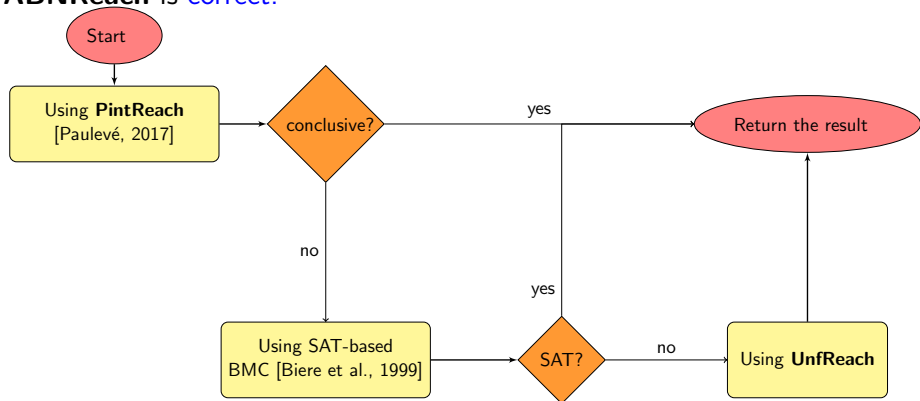 ABNReach is correct.
Start
Using PintReach
[Paulevé, 2017]
conclusive?
yes
Return the result
no
yes
Using SAT-based
BMC [Biere et al., 1999]
SAT?
no
Using UnfReach